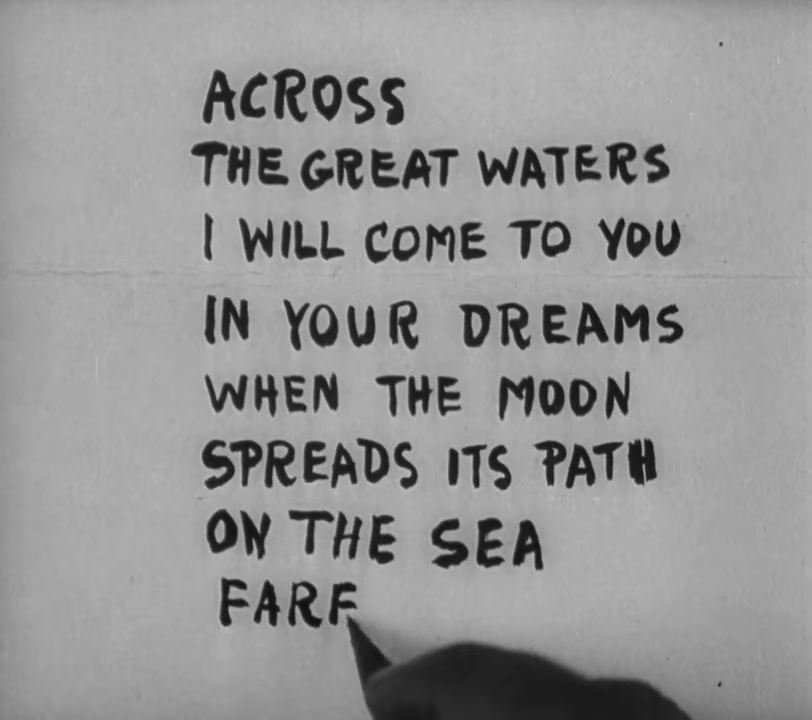 ACROSS
THE GREAT WATERS
I WILL COME TO YOU
IN YOUR DREAMS
WHEN THE MOON
SPREADS ITS PATH
ON THE SEA
FARF